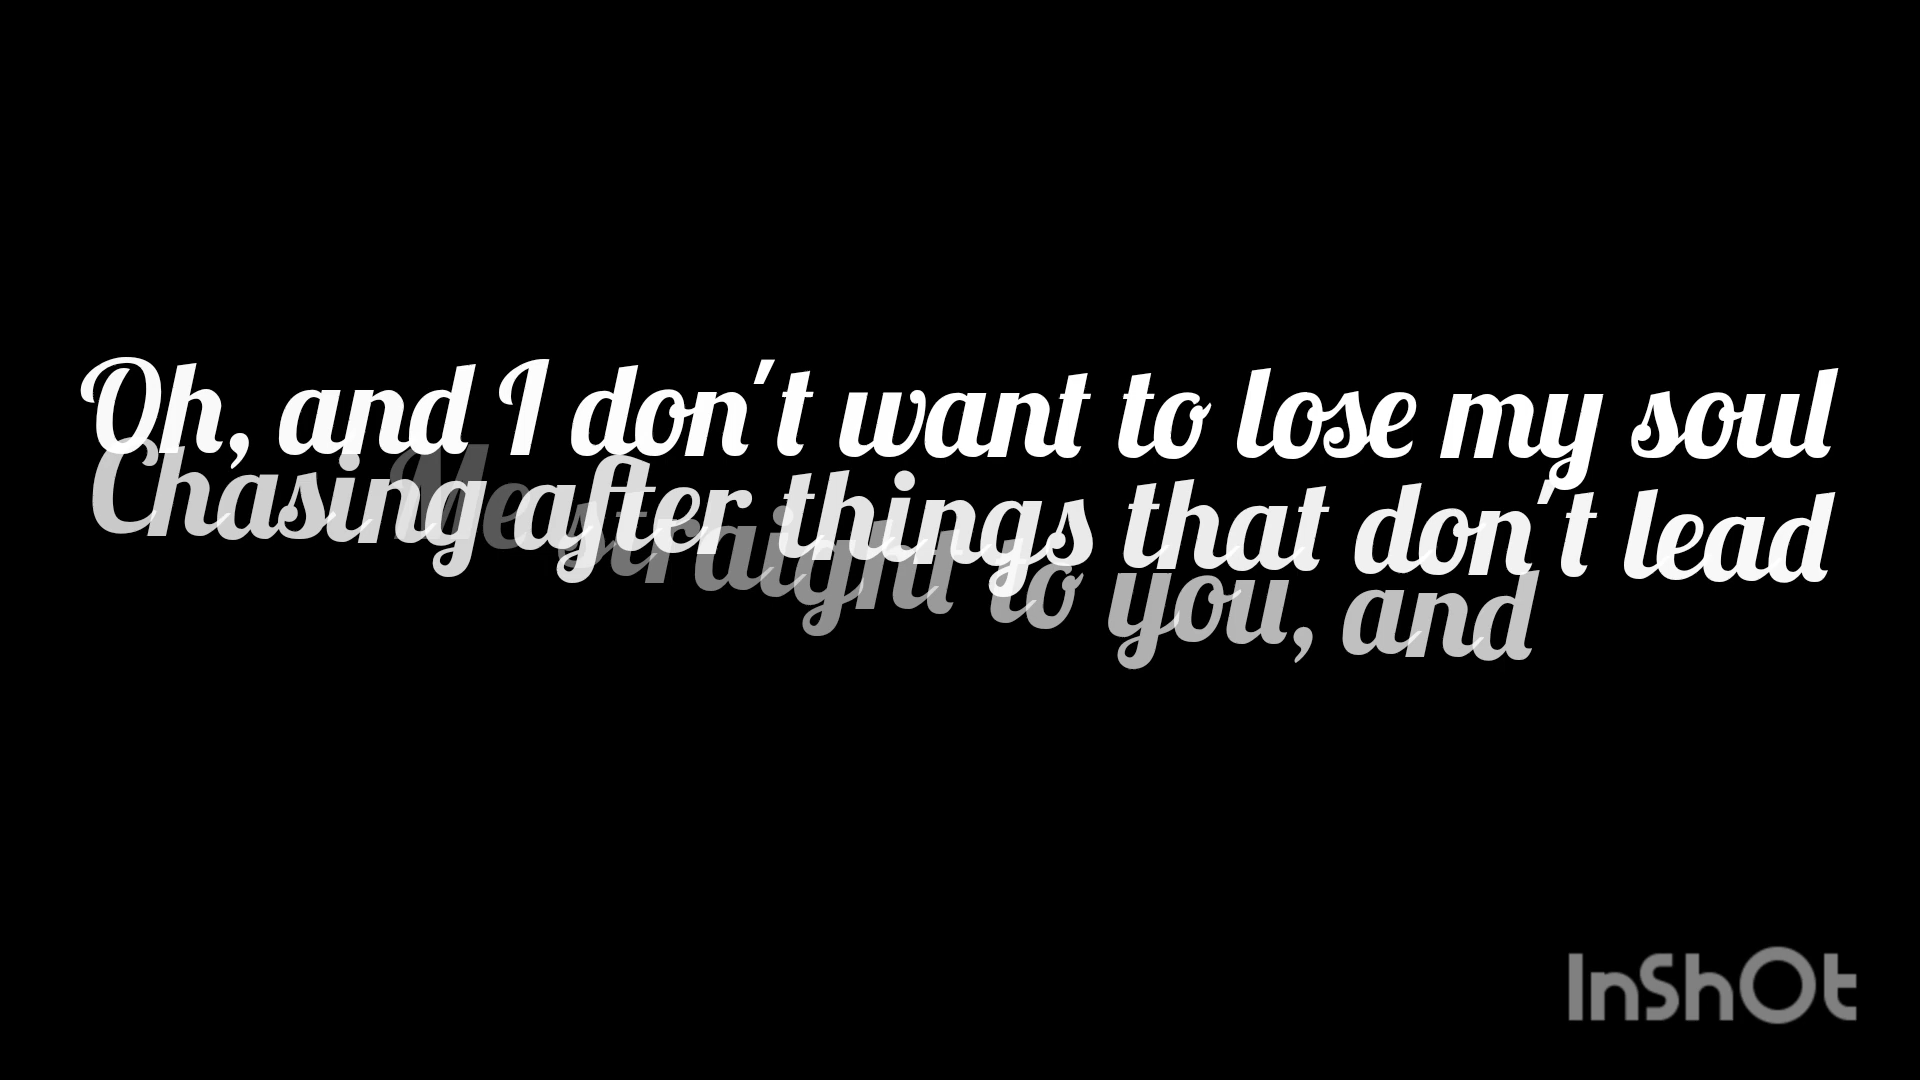 Oh, and I don't want to lose my soul
Chasing after things that don't lead
Me straight to you, and
InShOt